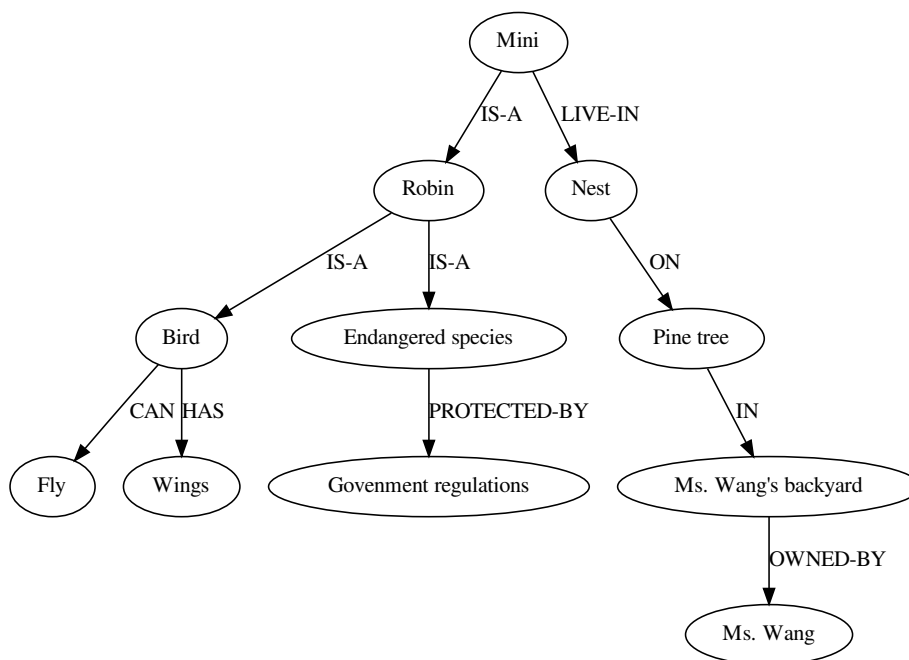 Mini
IS-A
LIVE-IN
Robin
Nest
IS-A
IS-A
ON
Bird
Endangered species
Pine tree
CAN
HAS
PROTECTED-BY
IN
Fly
Wings
Govenment regulations
Ms. Wang's backyard
OWNED-BY
Ms. Wang